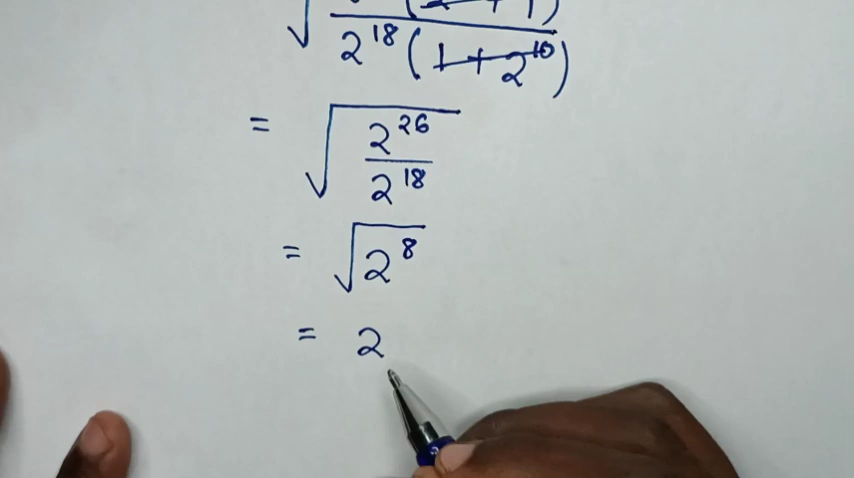 2^18 (1 + 2^10)
= √(2^26 / 2^18)
= √(2^8)
= 2